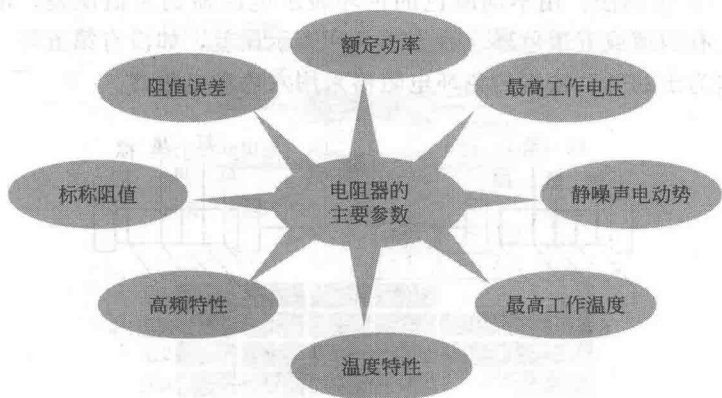 额定功率
阻值误差
最高工作电压
标称阻值
电阻器的
主要参数
静噪声电动势
高频特性
最高工作温度
温度特性